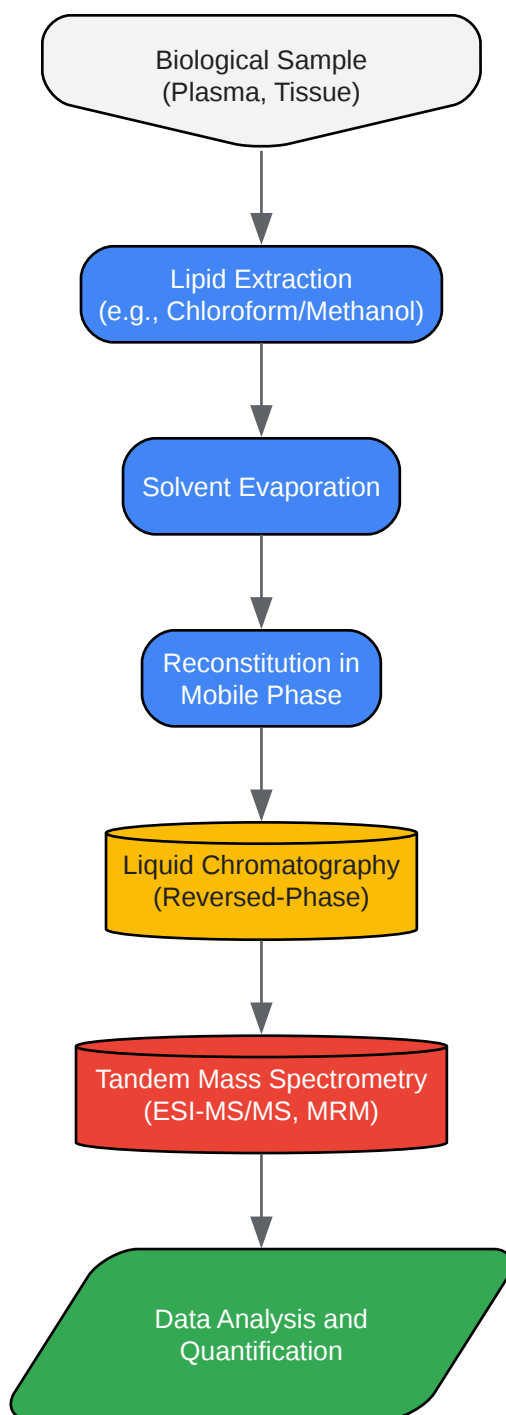 Biological Sample
(Plasma, Tissue)
Lipid Extraction
(e.g., Chloroform/Methanol)
Solvent Evaporation
Reconstitution in
Mobile Phase
Liquid Chromatography
(Reversed-Phase)
Tandem Mass Spectrometry
(ESI-MS/MS, MRM)
Data Analysis and
Quantification